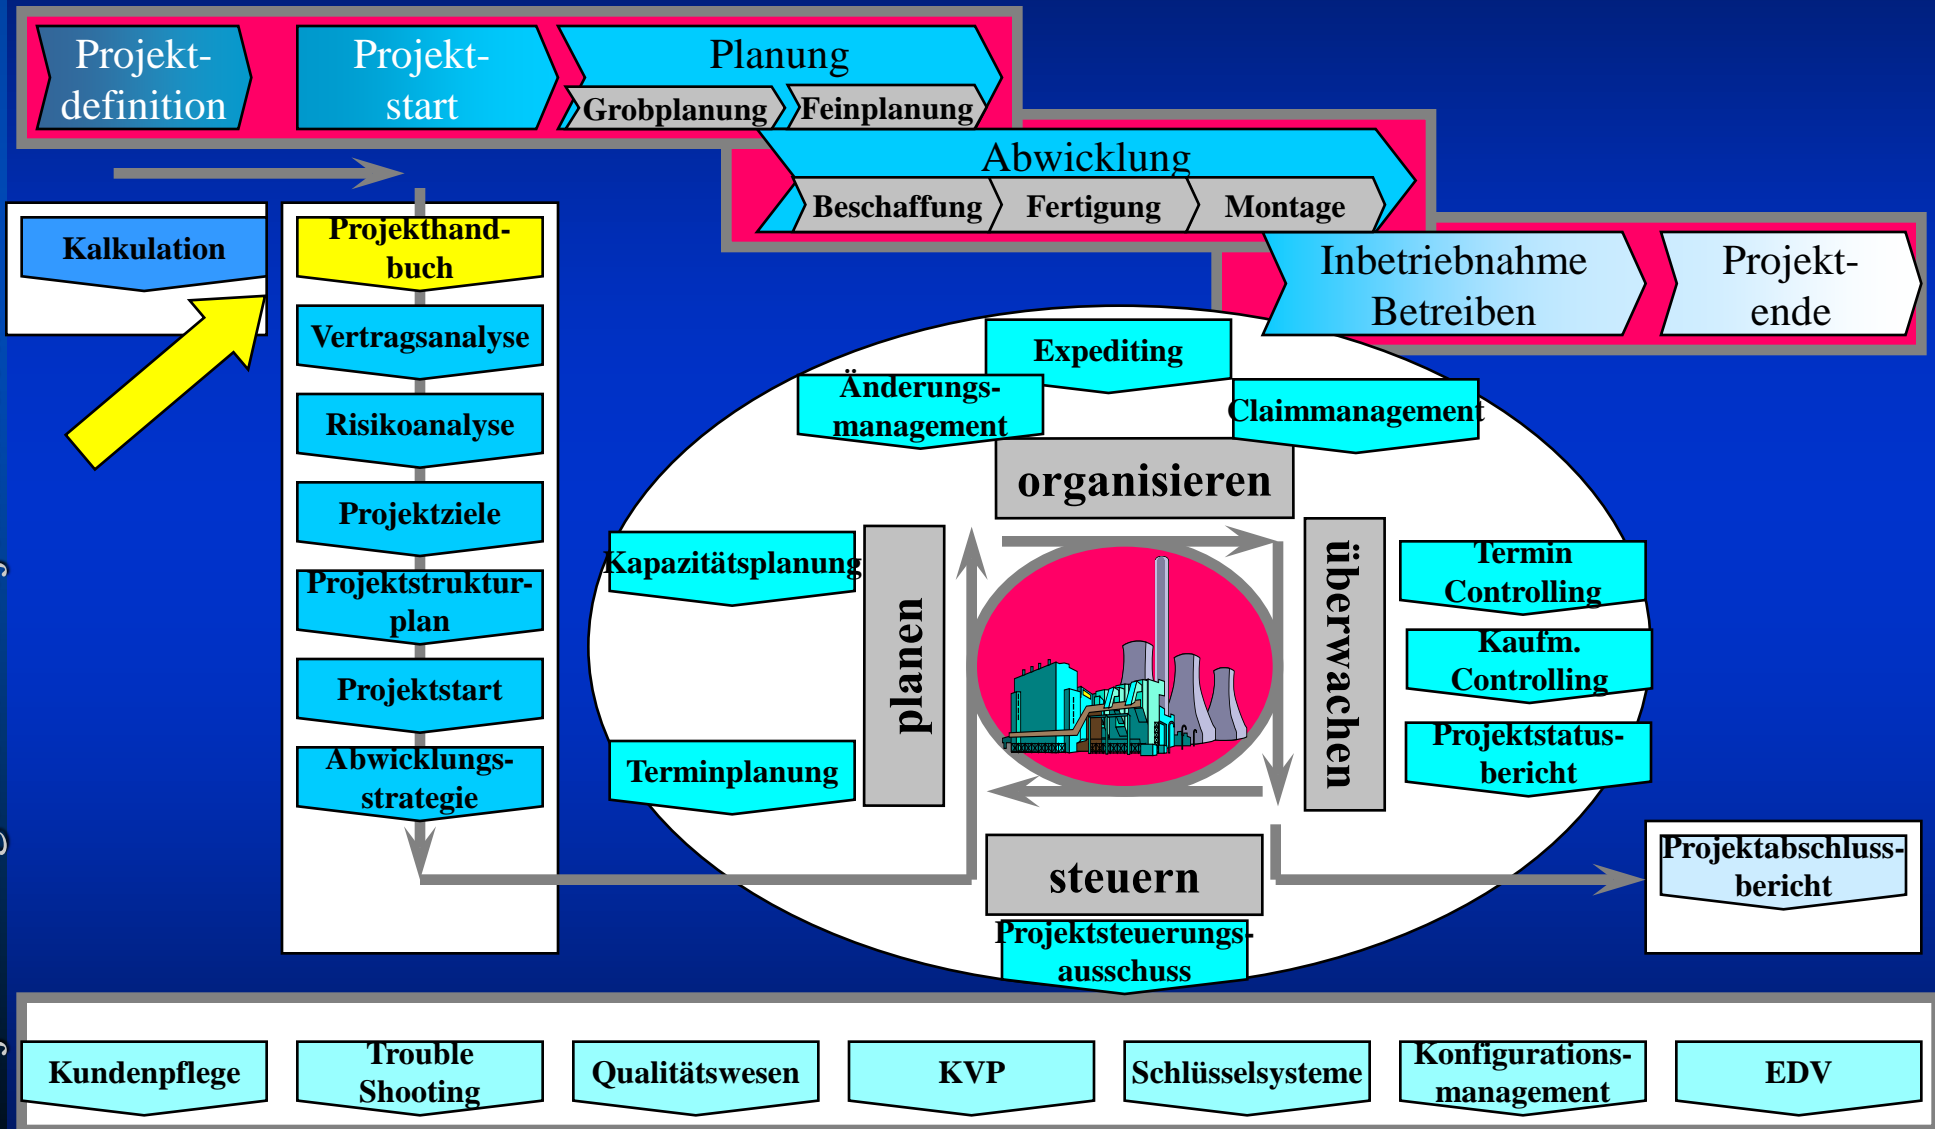 Projekt-
definition
Projekt-
start
Planung
Grobplanung
Feinplanung
Abwicklung
Beschaffung
Fertigung
Montage
Inbetriebnahme
Betreiben
Projekt-
ende
Kalkulation
Projekthand-
buch
Vertragsanalyse
Risikoanalyse
Projektziele
Projektstruktur-
plan
Projektstart
Abwicklungs-
strategie
Expediting
Änderungs-
management
Claimmanagement
organisieren
Kapazitätsplanung
planen
Terminplanung
überwachen
Termin
Controlling
Kaufm.
Controlling
Projektstatus-
bericht
steuern
Projektsteuerungs-
ausschuss
Projektabschluss-
bericht
Kundenpflege
Trouble
Shooting
Qualitätswesen
KVP
Schlüsselsysteme
Konfigurations-
management
EDV